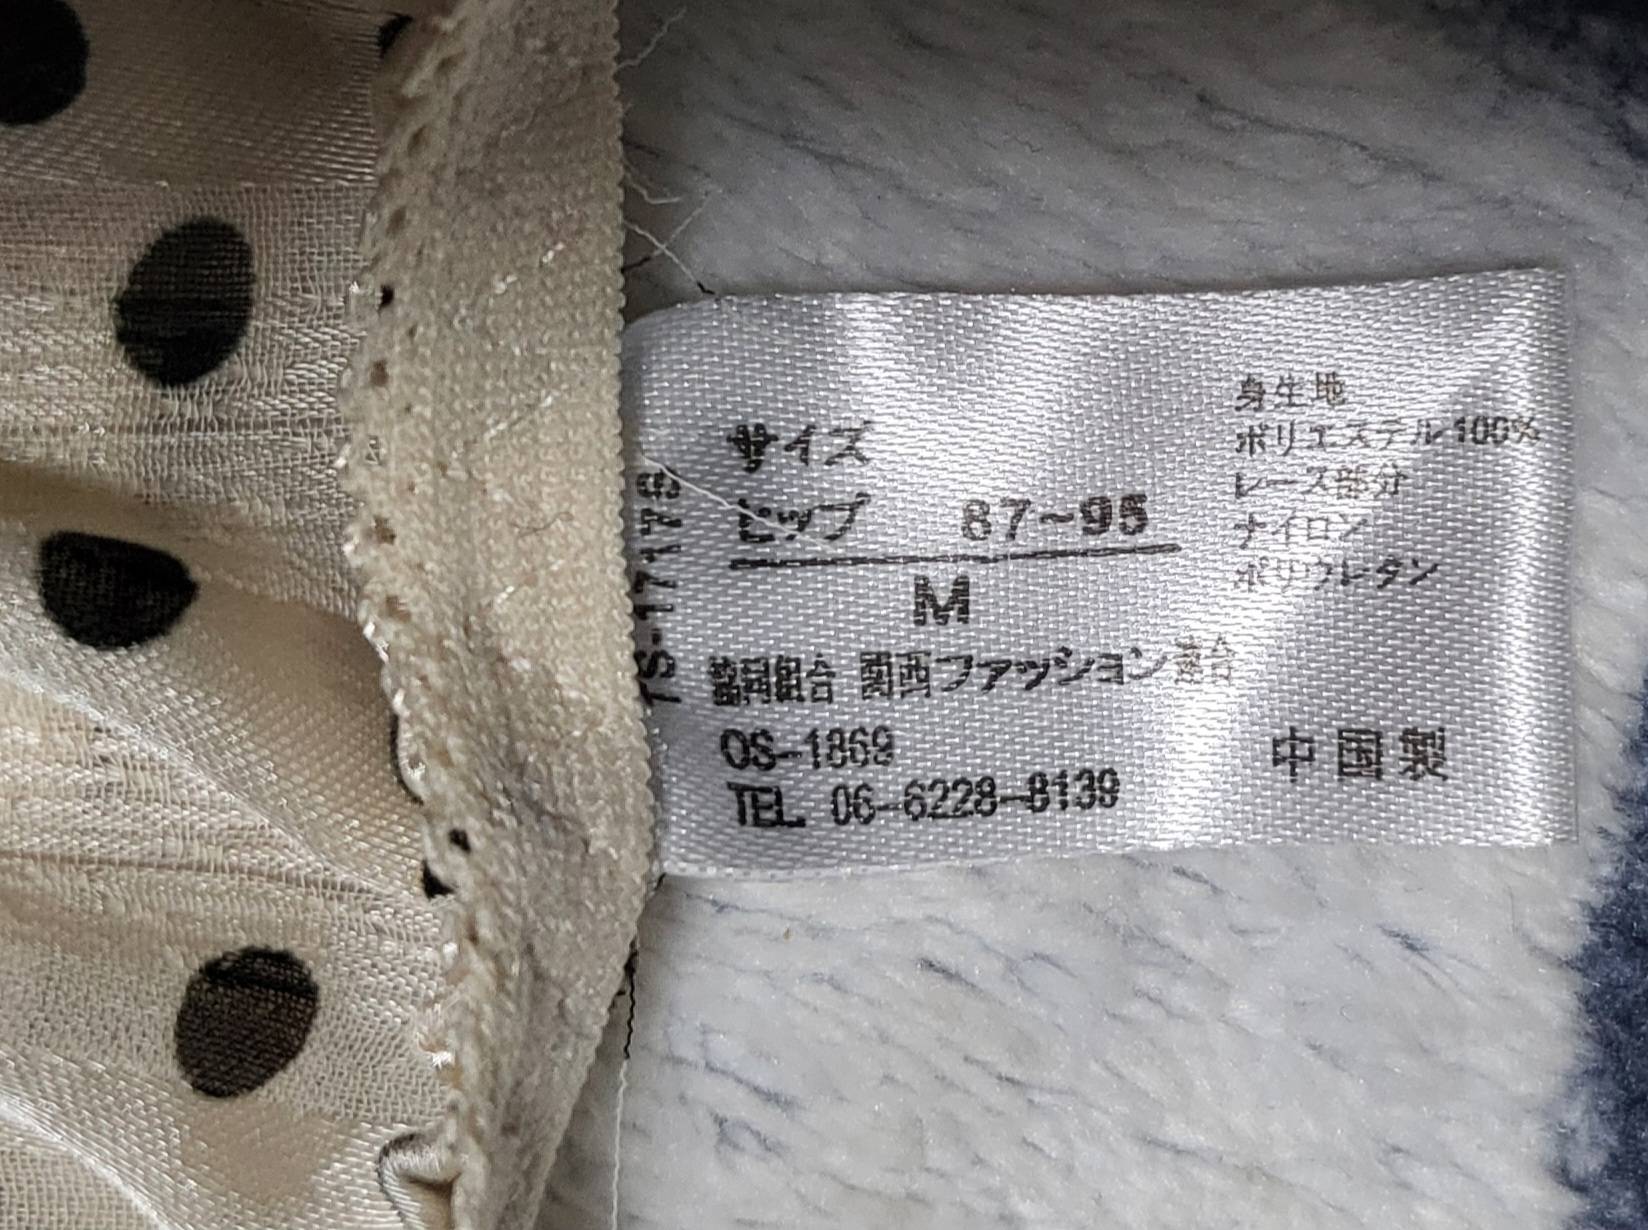 サイズ
ヒップ 87~95
M
協同組合 関西ファッション連合
OS-1869
TEL 06-6228-8139
身生地
ポリエステル100%
レース部分
ナイロン
ポリウレタン
中国製
TS-17178